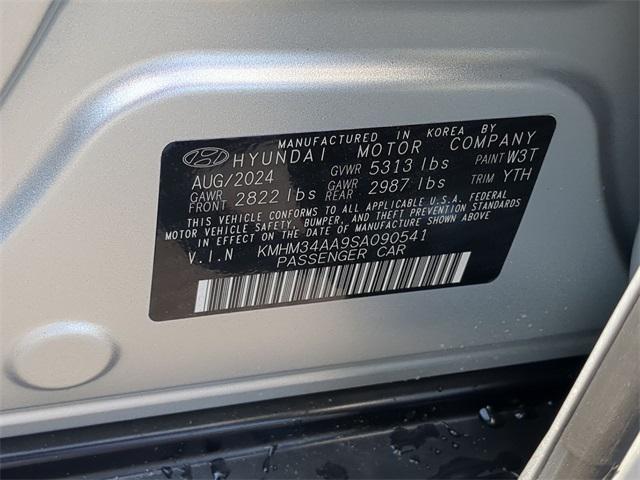 MANUFACTURED IN KOREA BY
HYUNDAI MOTOR COMPANY
AUG/2024 GVWR 5313 lbs PAINT W3T
GAWR FRONT 2822 lbs GAWR REAR 2987 lbs TRIM YTH
THIS VEHICLE CONFORMS TO ALL APPLICABLE U.S.A. FEDERAL
MOTOR VEHICLE SAFETY, BUMPER, AND THEFT PREVENTION STANDARDS
IN EFFECT ON THE DATE OF MANUFACTURE SHOWN ABOVE.
V.I.N KMHM34AA9SA090541
PASSENGER CAR